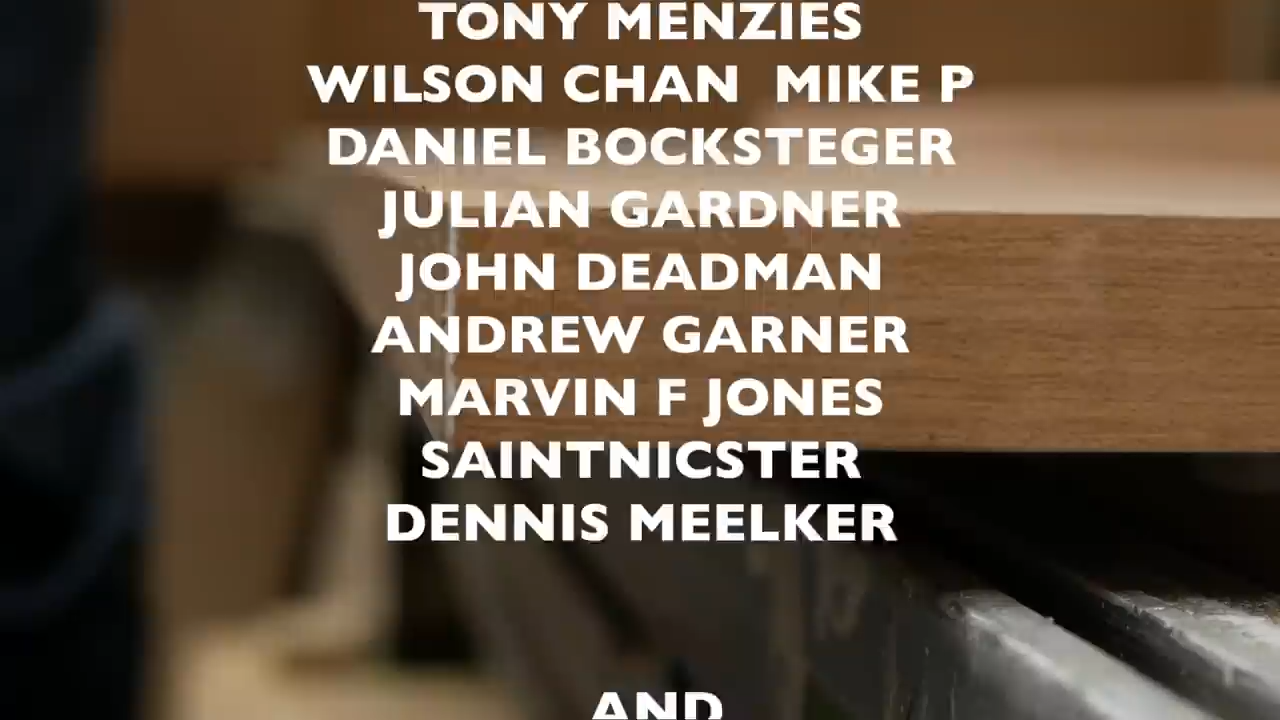 TONY MENZIES
WILSON CHAN  MIKE P
DANIEL BOCKSTEGER
JULIAN GARDNER
JOHN DEADMAN
ANDREW GARNER
MARVIN F JONES
SAINTNICSTER
DENNIS MEELKER
AND